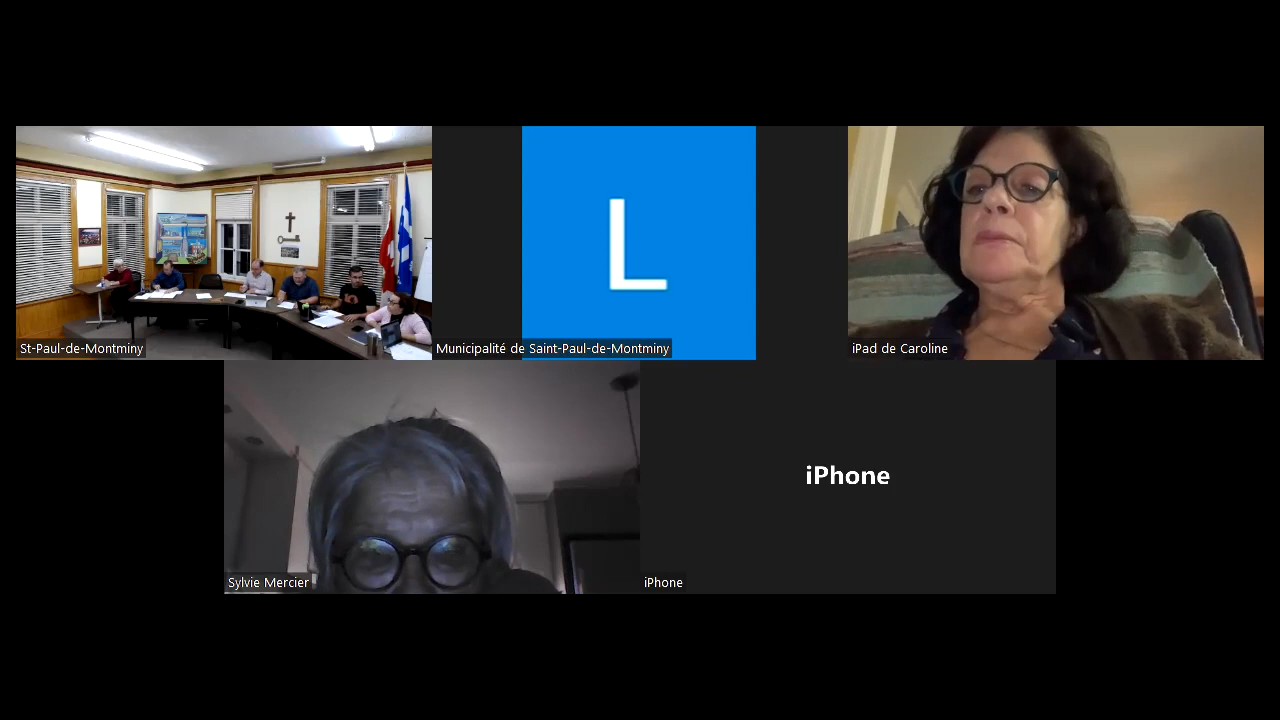 L
St-Paul-de-Montminy
Municipalité de Saint-Paul-de-Montminy
iPad de Caroline
iPhone
Sylvie Mercier
iPhone